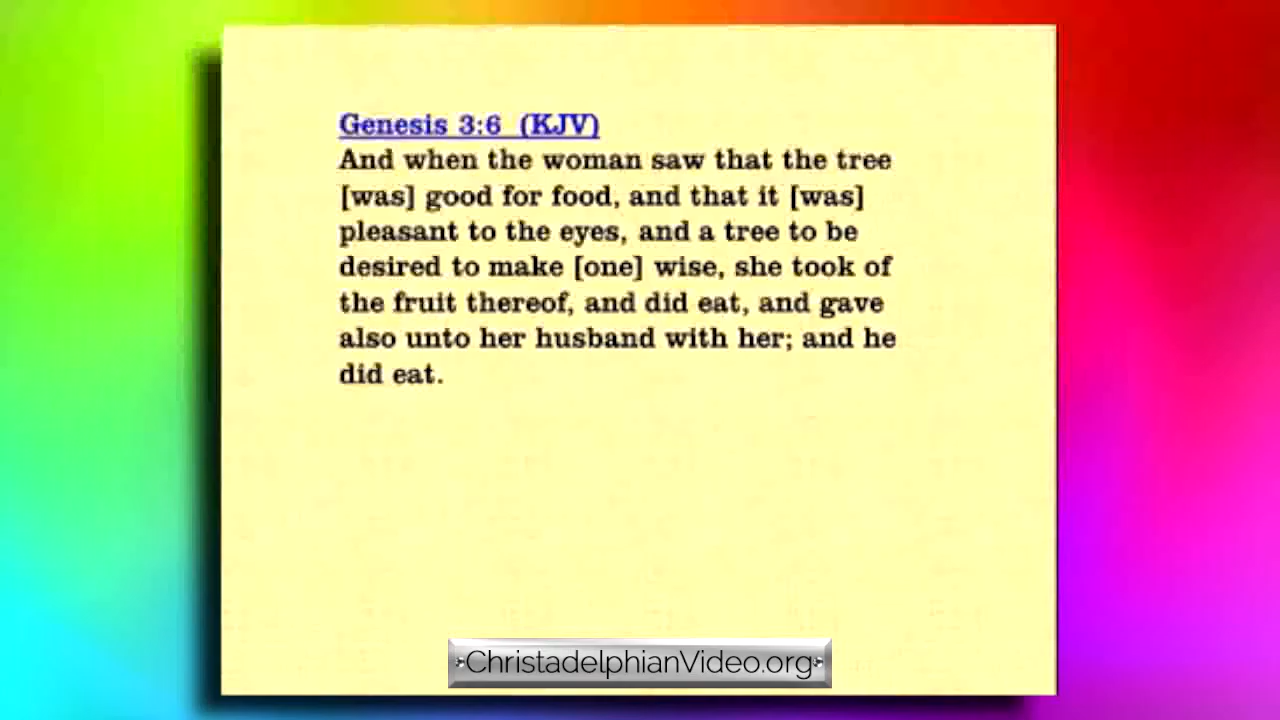 Genesis 3:6 (KJV)
And when the woman saw that the tree
[was] good for food, and that it [was]
pleasant to the eyes, and a tree to be
desired to make [one] wise, she took of
the fruit thereof, and did eat, and gave
also unto her husband with her; and he
did eat.
ChristadelphianVideo.org